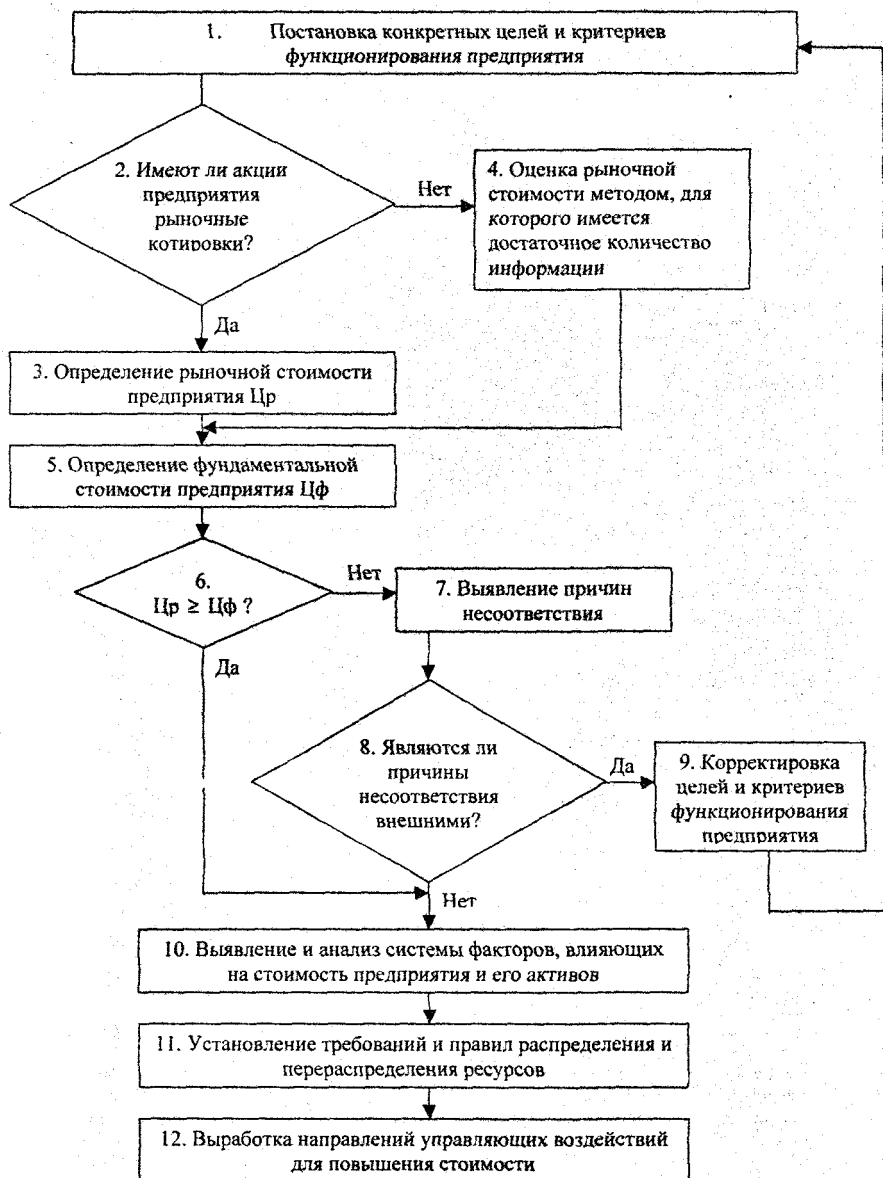 1. Постановка конкретных целей и критериев
функционирования предприятия
2. Имеют ли акции
предприятия
рыночные
котировки?
Нет
4. Оценка рыночной
стоимости методом, для
которого имеется
достаточное количество
информации
Да
3. Определение рыночной стоимости
предприятия Цр
5. Определение фундаментальной
стоимости предприятия Цф
6.
Цр ≥ Цф ?
Нет
7. Выявление причин
несоответствия
Да
8. Являются ли
причины
несоответствия
внешними?
Да
9. Корректировка
целей и критериев
функционирования
предприятия
Нет
10. Выявление и анализ системы факторов, влияющих
на стоимость предприятия и его активов
11. Установление требований и правил распределения и
перераспределения ресурсов
12. Выработка направлений управляющих воздействий
для повышения стоимости